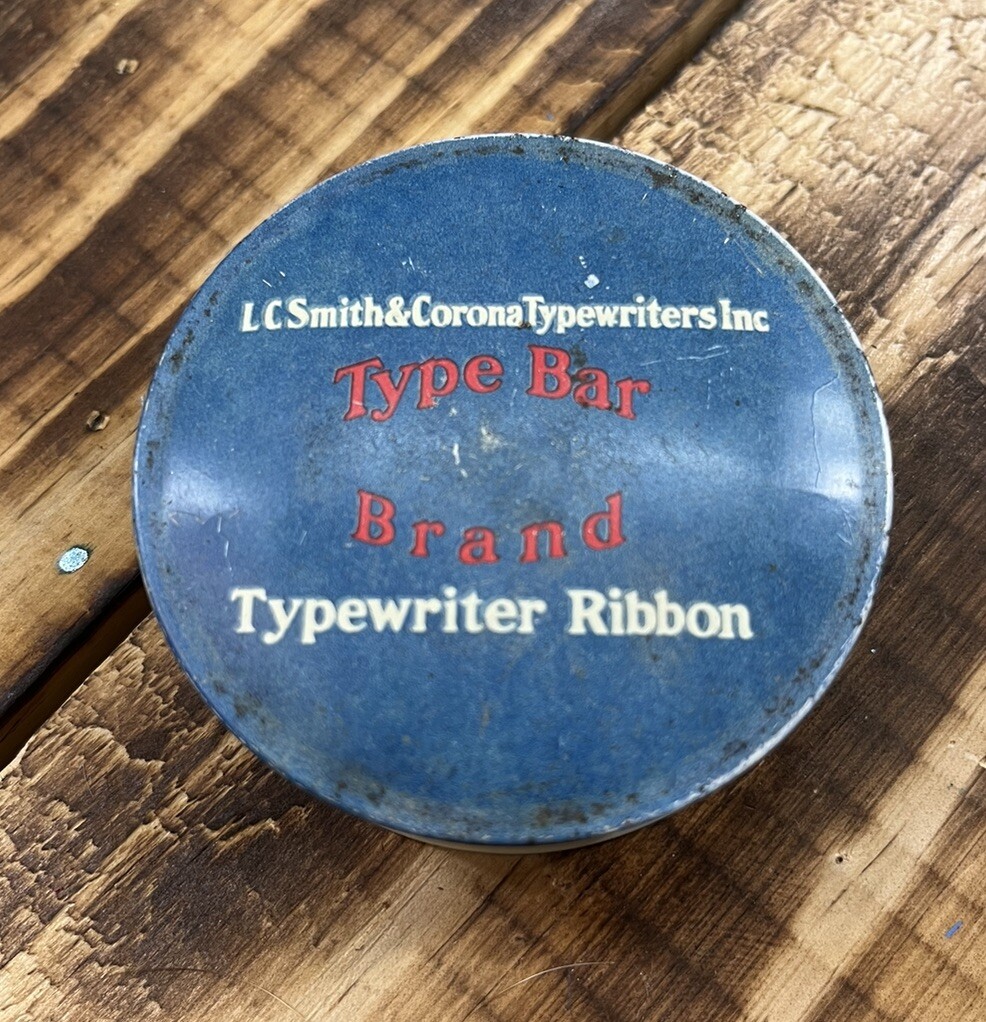 L C Smith & Corona Typewriters Inc
Type Bar
Brand
Typewriter Ribbon